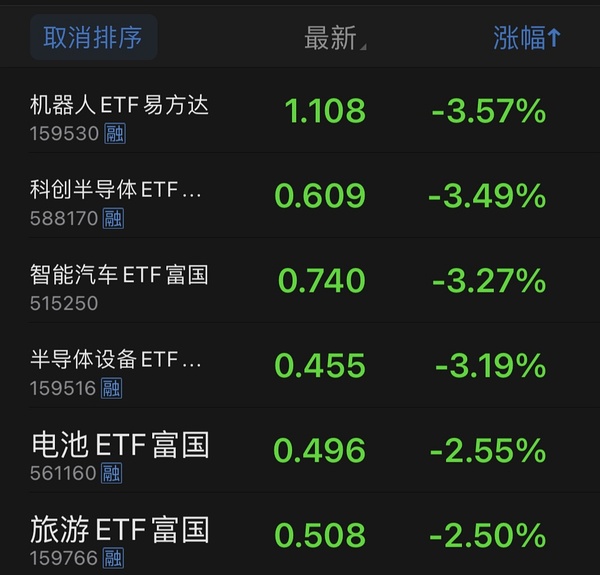 取消排序 最新 涨幅↑
机器人ETF易方达 1.108 -3.57%
159530 融
科创半导体ETF... 0.609 -3.49%
588170 融
智能汽车ETF富国 0.740 -3.27%
515250
半导体设备ETF... 0.455 -3.19%
159516 融
电池ETF富国 0.496 -2.55%
561160 融
旅游ETF富国 0.508 -2.50%
159766 融